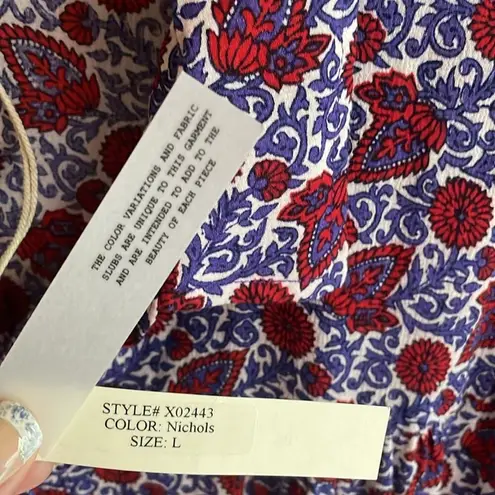 THE COLOR VARIATIONS AND FABRIC
SLUBS ARE UNIQUE TO THIS GARMENT
AND ARE INTENDED TO ADD TO THE
BEAUTY OF EACH PIECE
STYLE# X02443
COLOR: Nichols
SIZE: L